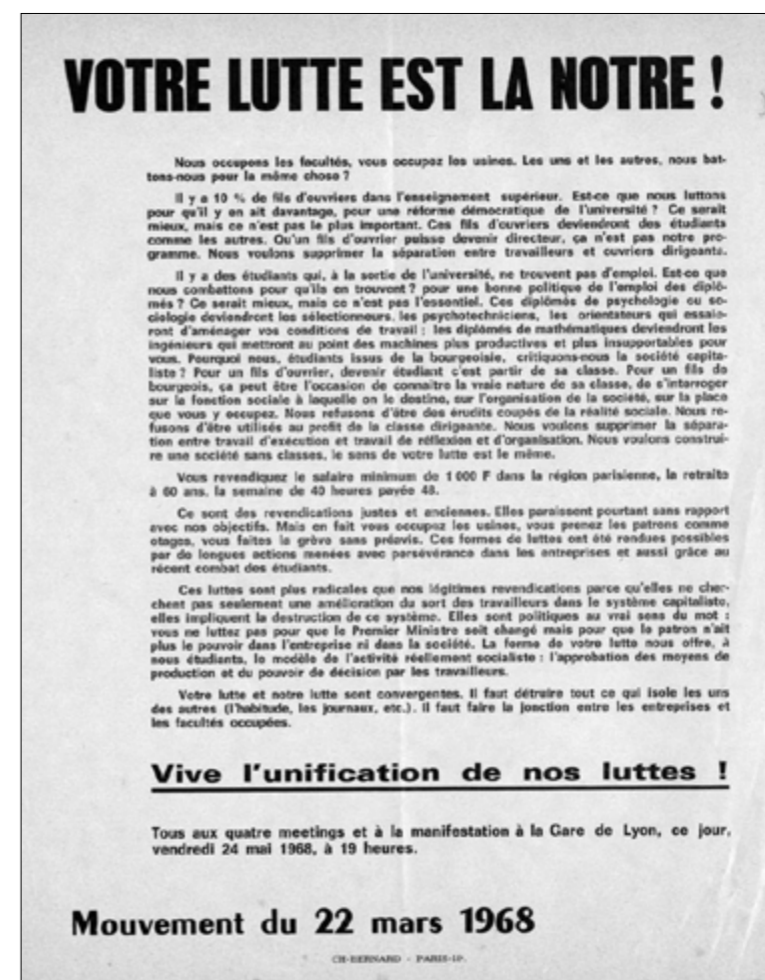 VOTRE LUTTE EST LA NOTRE !
Nous occupons les facultés, vous occupez les usines. Les uns et les autres, nous bat-
tons-nous pour la même chose ?
Il y a 10 % de fils d'ouvriers dans l'enseignement supérieur. Est-ce que nous luttons
pour qu'il y en ait davantage, pour une réforme démocratique de l'université ? Ce serait
mieux, mais ce n'est pas le plus important. Ces fils d'ouvriers deviendront des étudiants
comme les autres. Qu'un fils d'ouvrier puisse devenir directeur, ça n'est pas notre pro-
gramme. Nous voulons supprimer la séparation entre travailleurs et ouvriers dirigeants.
Il y a des étudiants qui, à la sortie de l'université, ne trouvent pas d'emploi. Est-ce que
nous combattons pour qu'ils en trouvent ? pour une bonne politique de l'emploi des diplô-
més ? Ce serait mieux, mais ce n'est pas l'essentiel. Ces diplômés de psychologie ou so-
ciologie deviendront les sélectionneurs, les psychotechniciens, les orientateurs qui essaie-
ront d'aménager vos conditions de travail ; les diplômés de mathématiques deviendront les
ingénieurs qui mettront au point des machines plus productives et plus insupportables pour
vous. Pourquoi nous, étudiants issus de la bourgeoisie, critiquons-nous la société capita-
liste ? Pour un fils d'ouvrier, devenir étudiant c'est partir de sa classe. Pour un fils de
bourgeois, ça peut être l'occasion de connaître la vraie nature de sa classe, de s'interroger
sur la fonction sociale à laquelle on le destine, sur l'organisation de la société, sur la place
que vous y occupez. Nous refusons d'être des érudits coupés de la réalité sociale. Nous re-
fusons d'être utilisés au profit de la classe dirigeante. Nous voulons supprimer la sépara-
tion entre travail d'exécution et travail de réflexion et d'organisation. Nous voulons construi-
re une société sans classes, le sens de votre lutte est le même.
Vous revendiquez le salaire minimum de 1 000 F dans la région parisienne, la retraite
à 60 ans, la semaine de 40 heures payée 48.
Ce sont des revendications justes et anciennes. Elles paraissent pourtant sans rapport
avec nos objectifs. Mais en fait vous occupez les usines, vous prenez les patrons comme
otages, vous faites la grève sans préavis. Ces formes de luttes ont été rendues possibles
par de longues actions menées avec persévérance dans les entreprises et aussi grâce au
récent combat des étudiants.
Ces luttes sont plus radicales que nos légitimes revendications parce qu'elles ne cher-
chent pas seulement une amélioration du sort des travailleurs dans le système capitaliste,
elles impliquent la destruction de ce système. Elles sont politiques au vrai sens du mot :
vous ne luttez pas pour que le Premier Ministre soit changé mais pour que le patron n'ait
plus le pouvoir dans l'entreprise ni dans la société. La forme de votre lutte nous offre, à
nous étudiants, le modèle de l'activité réellement socialiste : l'approbation des moyens de
production et du pouvoir de décision par les travailleurs.
Votre lutte et notre lutte sont convergentes. Il faut détruire tout ce qui isole les uns
des autres (l'habitude, les journaux, etc.). Il faut faire la jonction entre les entreprises et
les facultés occupées.
Vive l'unification de nos luttes !
Tous aux quatre meetings et à la manifestation à la Gare de Lyon, ce jour,
vendredi 24 mai 1968, à 19 heures.
Mouvement du 22 mars 1968
CH-BERNARD - PARIS-19e